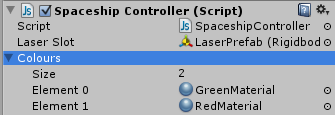 Spaceship Controller (Script)
Script SpaceshipController
Laser Slot LaserPrefab (Rigidbod
Colours
Size 2
Element 0 GreenMaterial
Element 1 RedMaterial